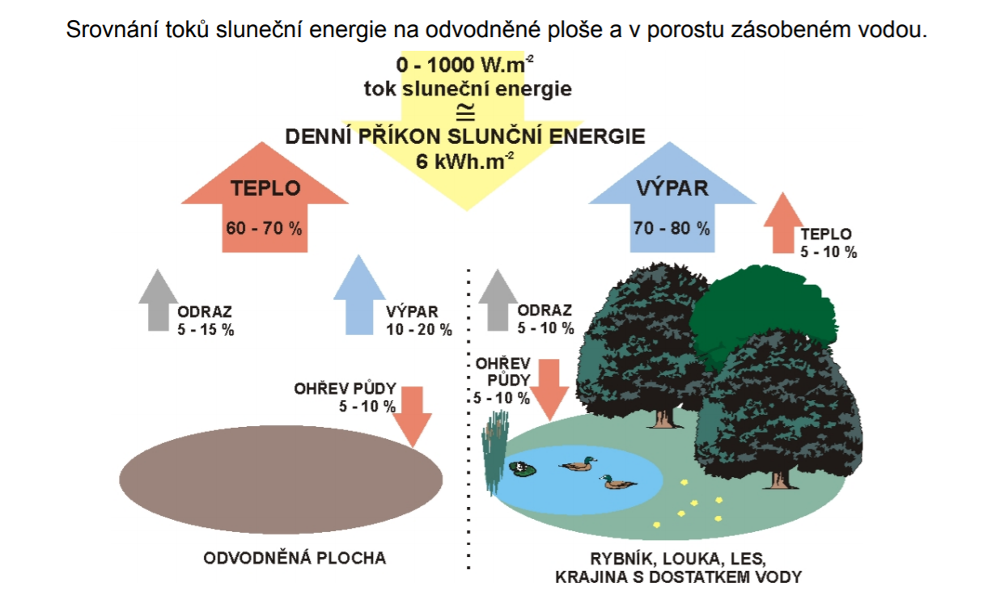 Srovnání toků sluneční energie na odvodněné ploše a v porostu zásobeném vodou.
0 - 1000 W.m-2
tok sluneční energie
≅
DENNÍ PŘÍKON SLUNČNÍ ENERGIE
6 kWh.m-2
TEPLO
60 - 70 %
ODRAZ
5 - 15 %
VÝPAR
10 - 20 %
OHŘEV PŮDY
5 - 10 %
ODVODNĚNÁ PLOCHA
VÝPAR
70 - 80 %
TEPLO
5 - 10 %
ODRAZ
5 - 10 %
OHŘEV
PŮDY
5 - 10 %
RYBNÍK, LOUKA, LES,
KRAJINA S DOSTATKEM VODY